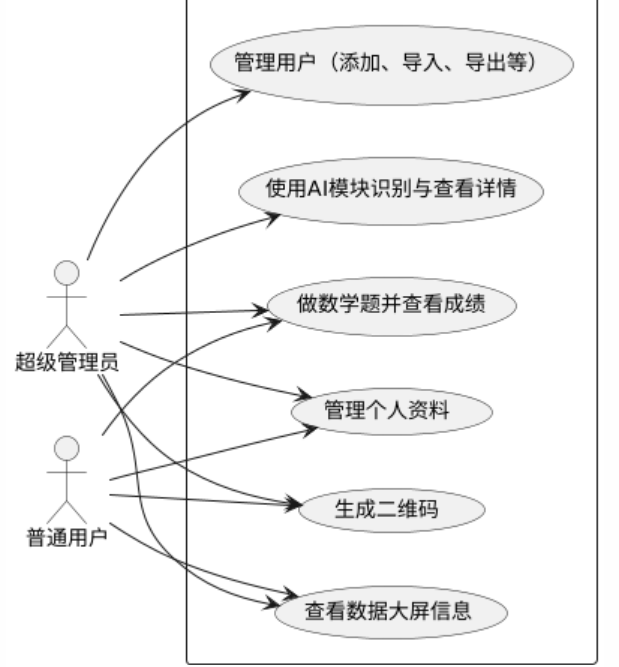 管理用户（添加、导入、导出等）
使用AI模块识别与查看详情
做数学题并查看成绩
超级管理员
管理个人资料
生成二维码
普通用户
查看数据大屏信息